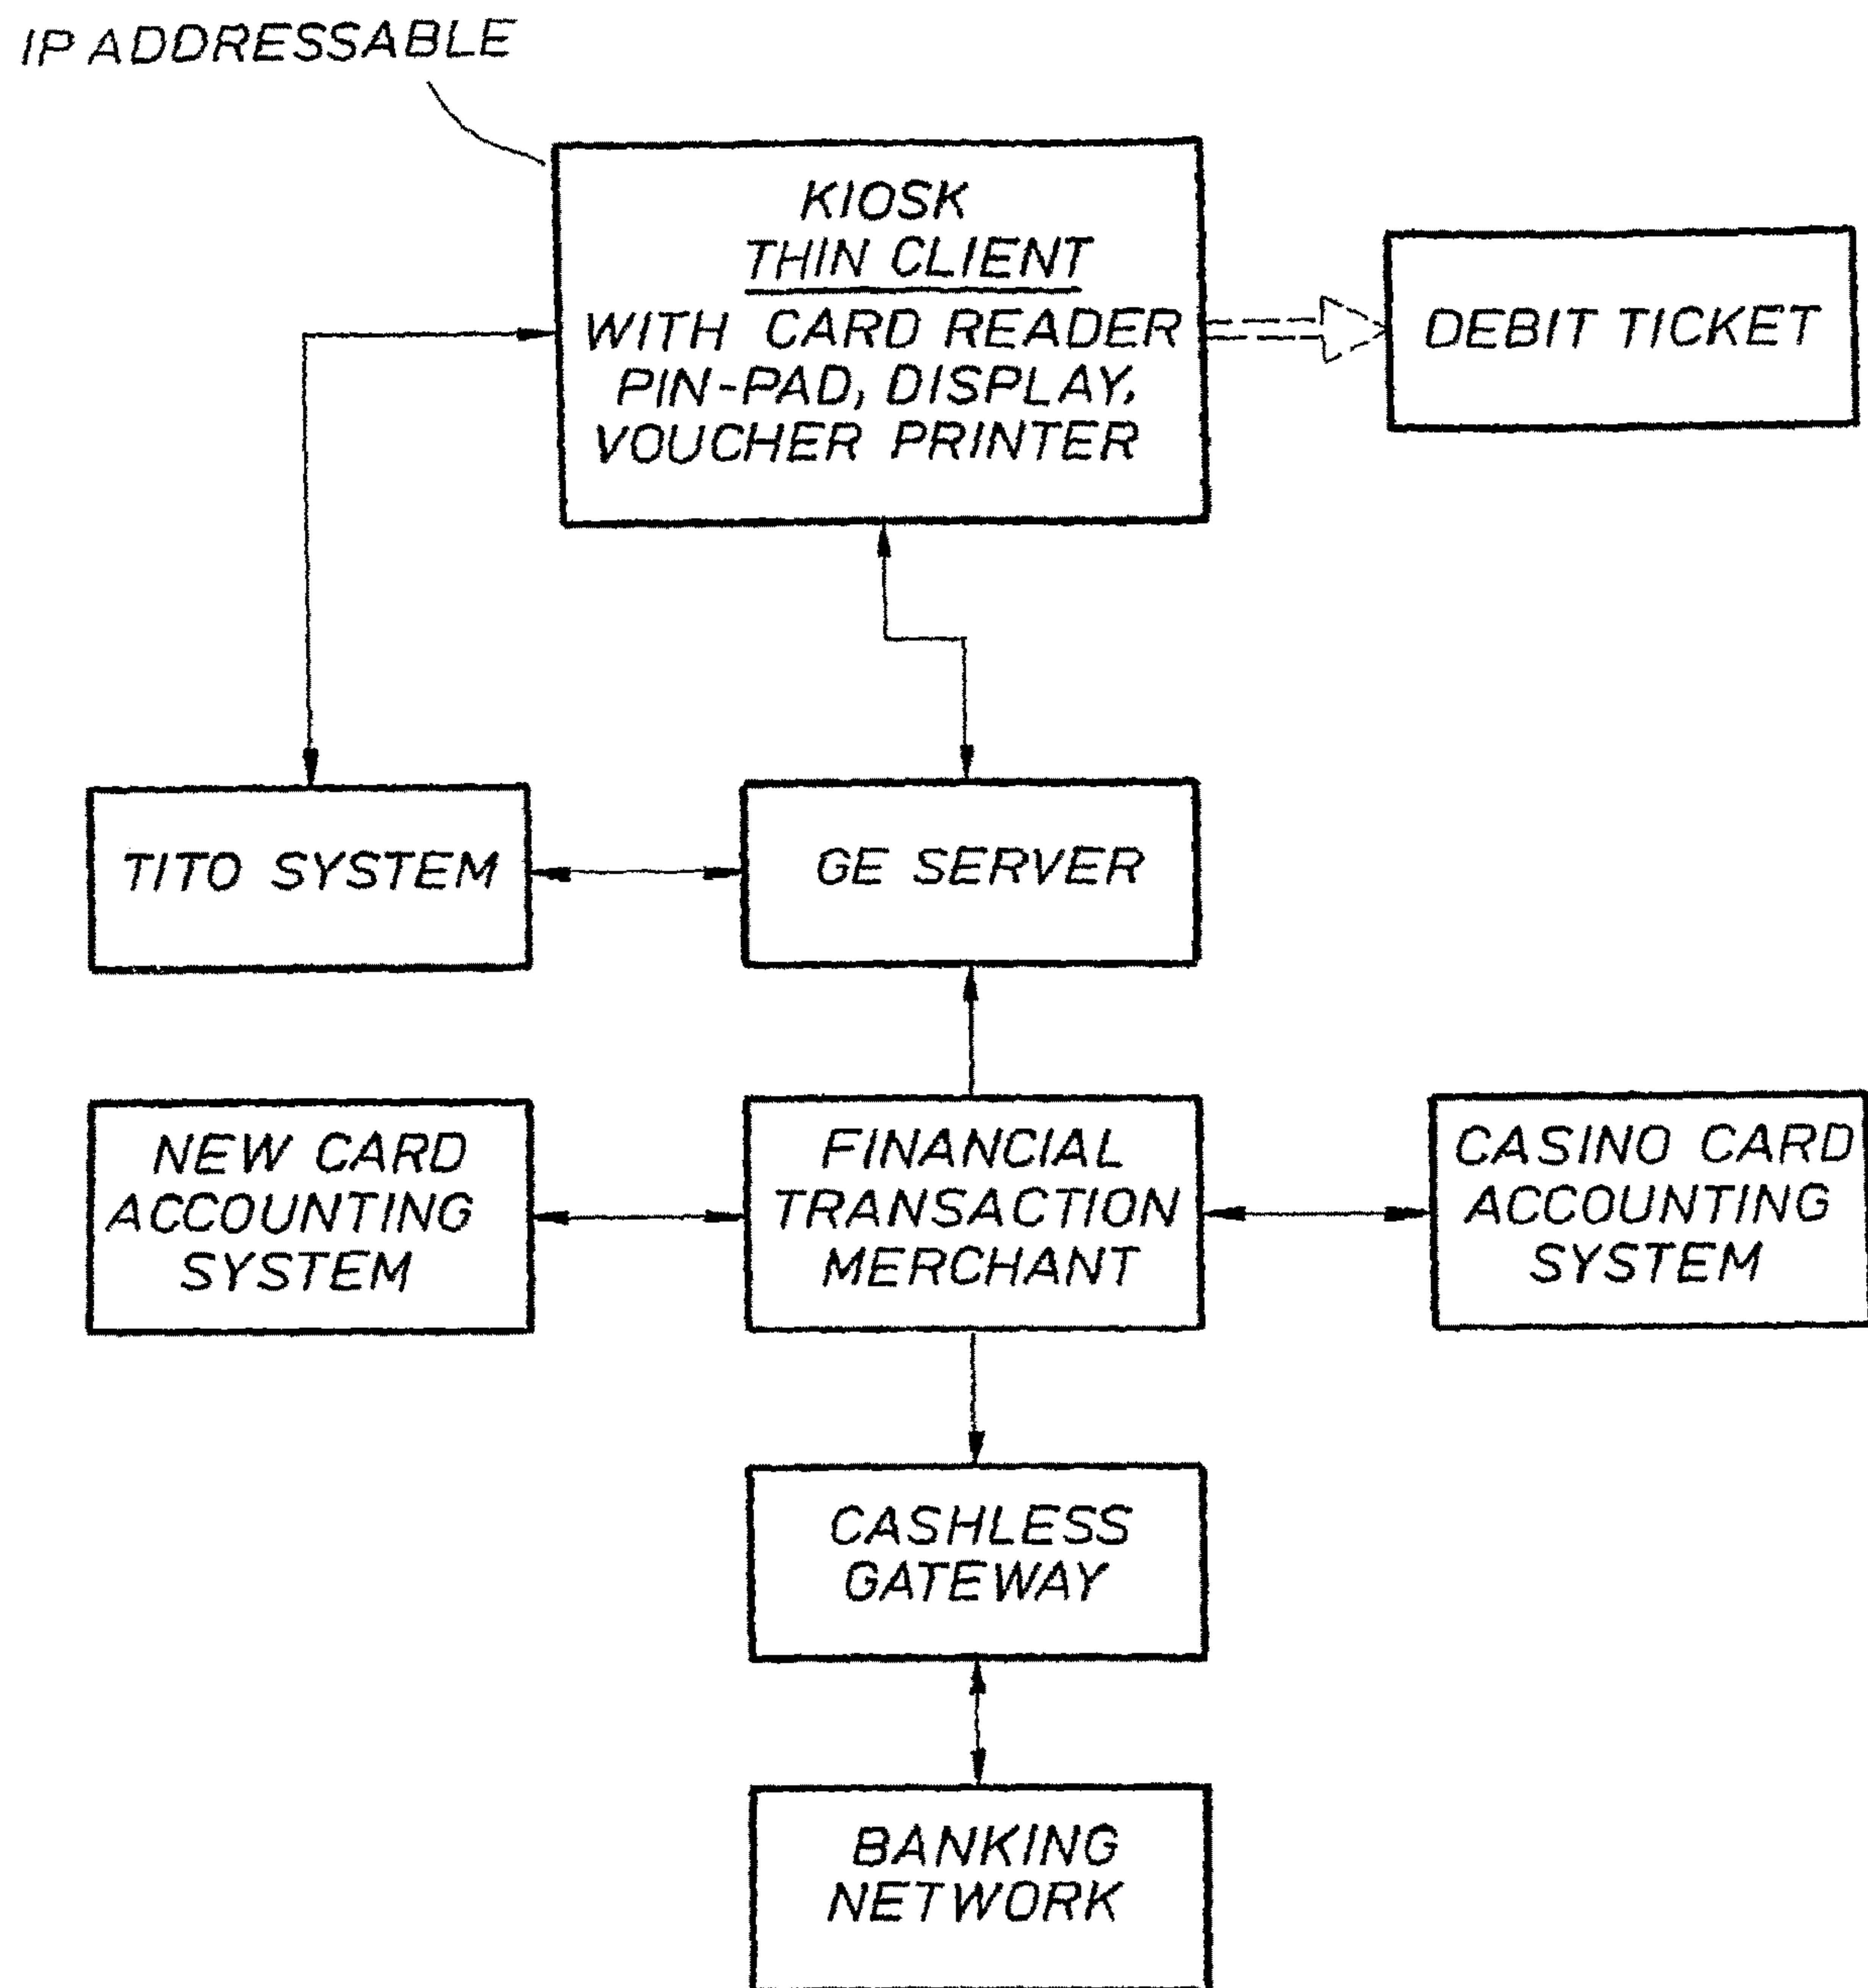 IP ADDRESSABLE
KIOSK
THIN CLIENT
WITH CARD READER
PIN-PAD, DISPLAY,
VOUCHER PRINTER
DEBIT TICKET
TITO SYSTEM
GE SERVER
NEW CARD
ACCOUNTING
SYSTEM
FINANCIAL
TRANSACTION
MERCHANT
CASINO CARD
ACCOUNTING
SYSTEM
CASHLESS
GATEWAY
BANKING
NETWORK